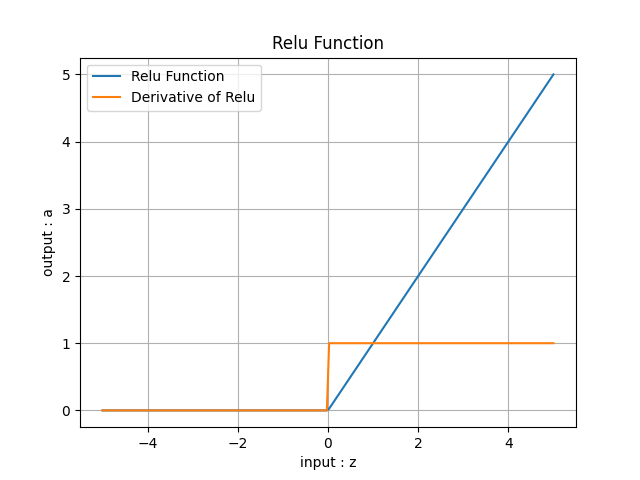 Relu Function
Relu Function
Derivative of Relu
5
4
3
2
1
0
output : a
−4 −2 0 2 4
input : z